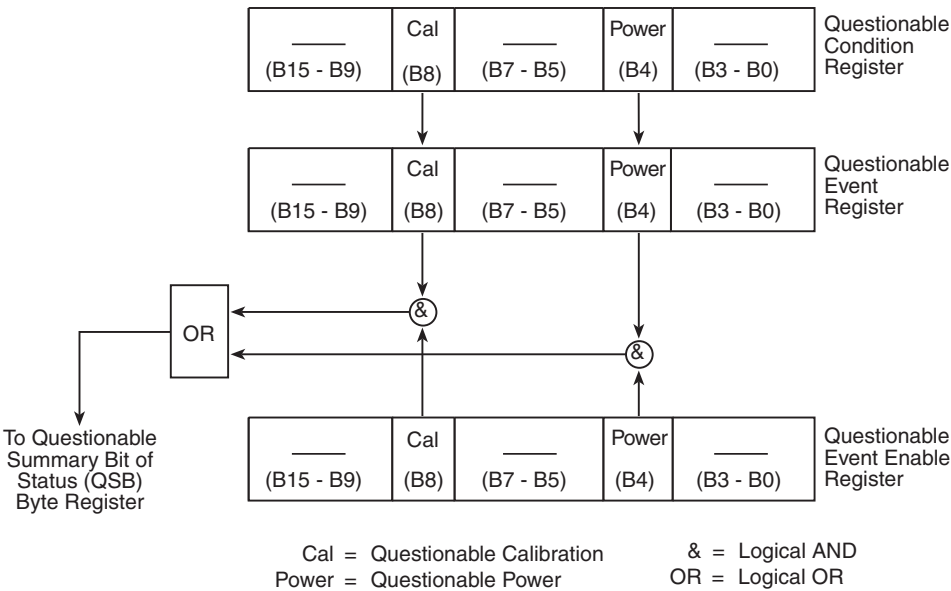 Cal
Power
(B15 - B9)
(B8)
(B7 - B5)
(B4)
(B3 - B0)
Questionable
Condition
Register
Cal
Power
(B15 - B9)
(B8)
(B7 - B5)
(B4)
(B3 - B0)
Questionable
Event
Register
&
OR
&
To Questionable
Summary Bit of
Status (QSB)
Byte Register
Cal
Power
(B15 - B9)
(B8)
(B7 - B5)
(B4)
(B3 - B0)
Questionable
Event Enable
Register
Cal = Questionable Calibration
Power = Questionable Power
& = Logical AND
OR = Logical OR